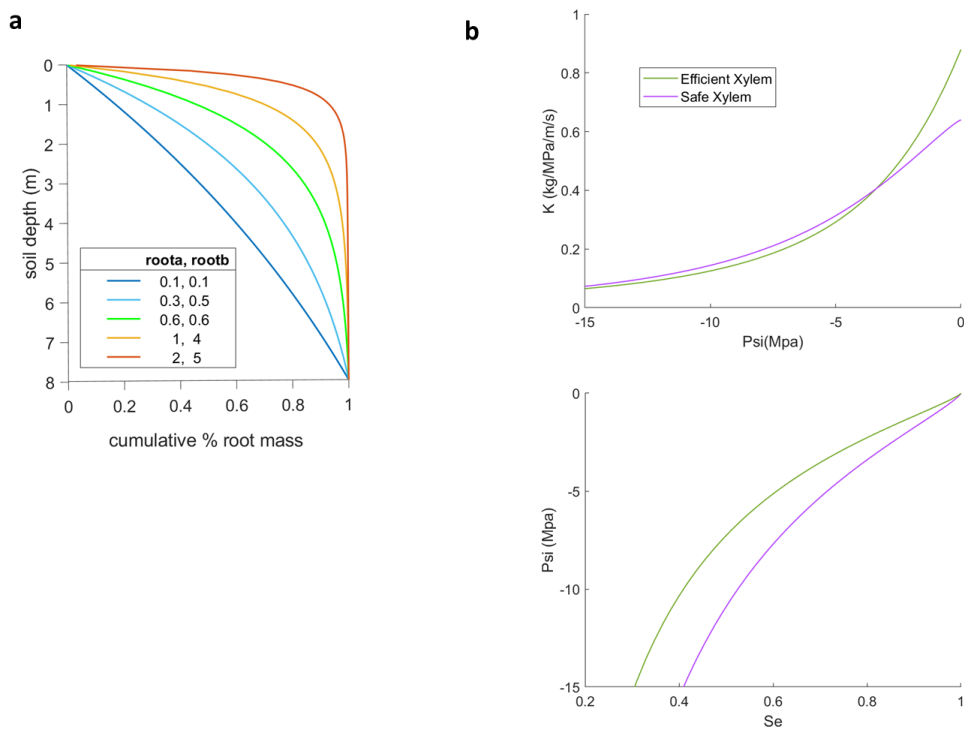 a
0
1
2
3
4
5
6
7
8
soil depth (m)
roota, rootb
0.1, 0.1
0.3, 0.5
0.6, 0.6
1, 4
2, 5
0 0.2 0.4 0.6 0.8 1
cumulative % root mass
b
1
0.8
0.6
0.4
0.2
0
K (kg/MPa/m/s)
Efficient Xylem
Safe Xylem
-15 -10 -5 0
Psi(Mpa)
0
-5
-10
-15
Psi (Mpa)
0.2 0.4 0.6 0.8 1
Se